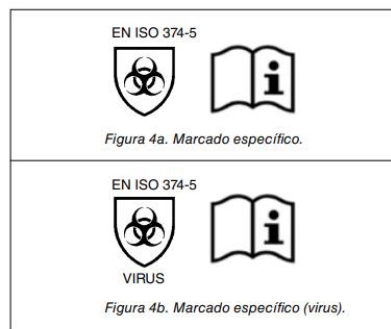 EN ISO 374-5
i
Figura 4a. Marcado específico.
EN ISO 374-5
i
VIRUS
Figura 4b. Marcado específico (virus).